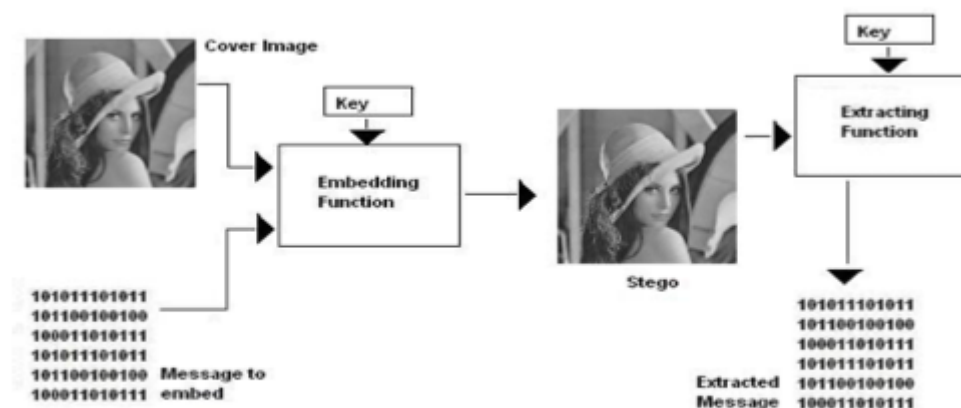 Cover Image
Key
Embedding
Function
101011101011
101100100100
100011010111
101011101011
101100100100
100011010111
Message to
embed
Stego
Key
Extracting
Function
101011101011
101100100100
100011010111
101011101011
101100100100
100011010111
Extracted
Message